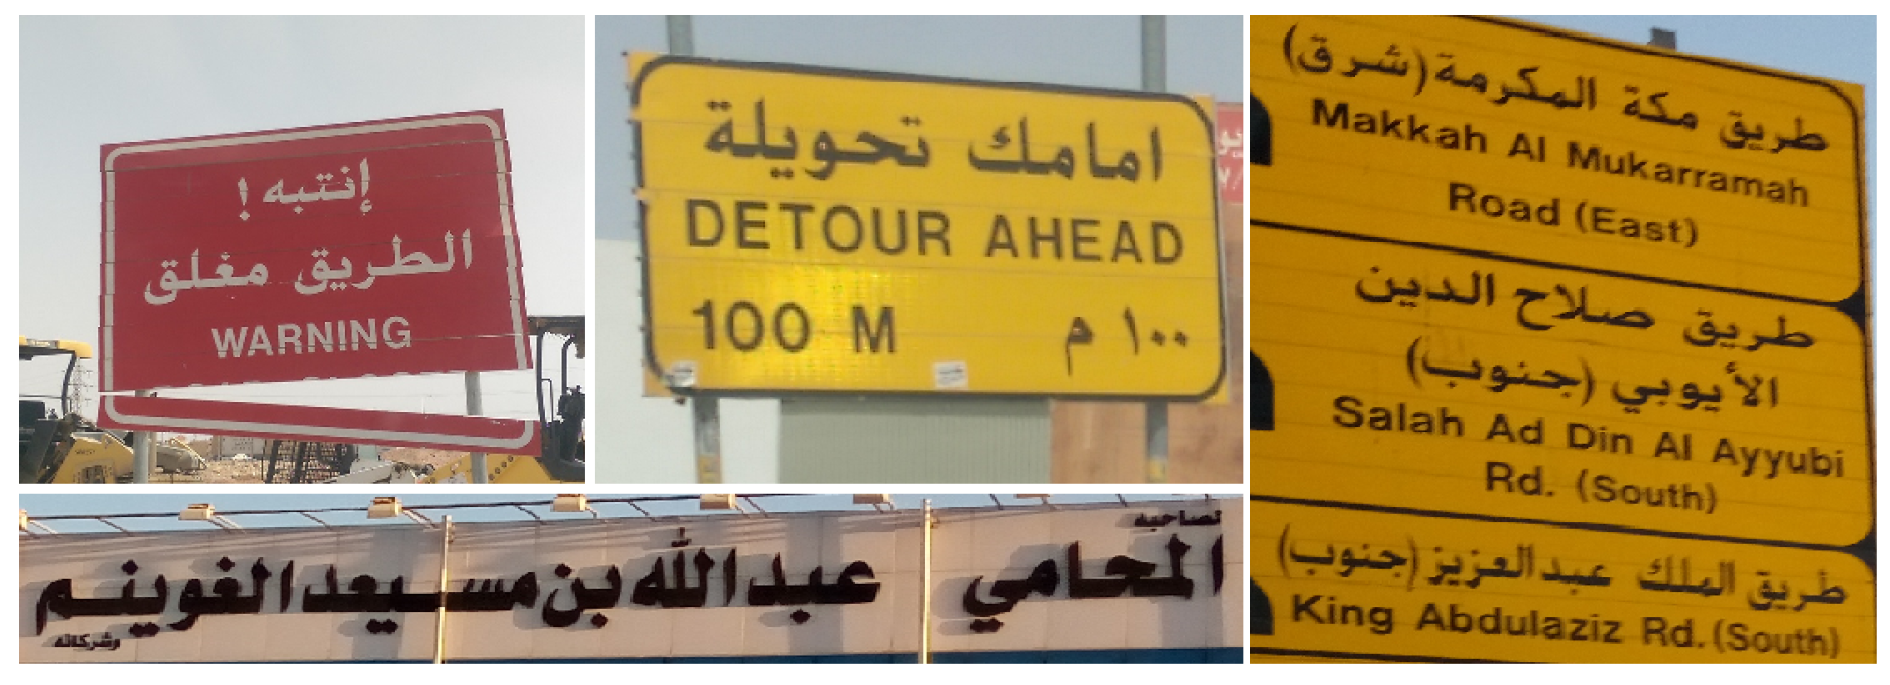 إنتبه !
الطريق مغلق
WARNING
امامك تحويلة
DETOUR AHEAD
100 M ١٠٠ م
طريق مكة المكرمة (شرق)
Makkah Al Mukarramah
Road (East)
طريق صلاح الدين
الأيوبي (جنوب)
Salah Ad Din Al Ayyubi
Rd. (South)
طريق الملك عبدالعزيز (جنوب)
King Abdulaziz Rd. (South)
لصاحبه
المحامي عبدالله بن مسيعد الغوينم
وشركائه